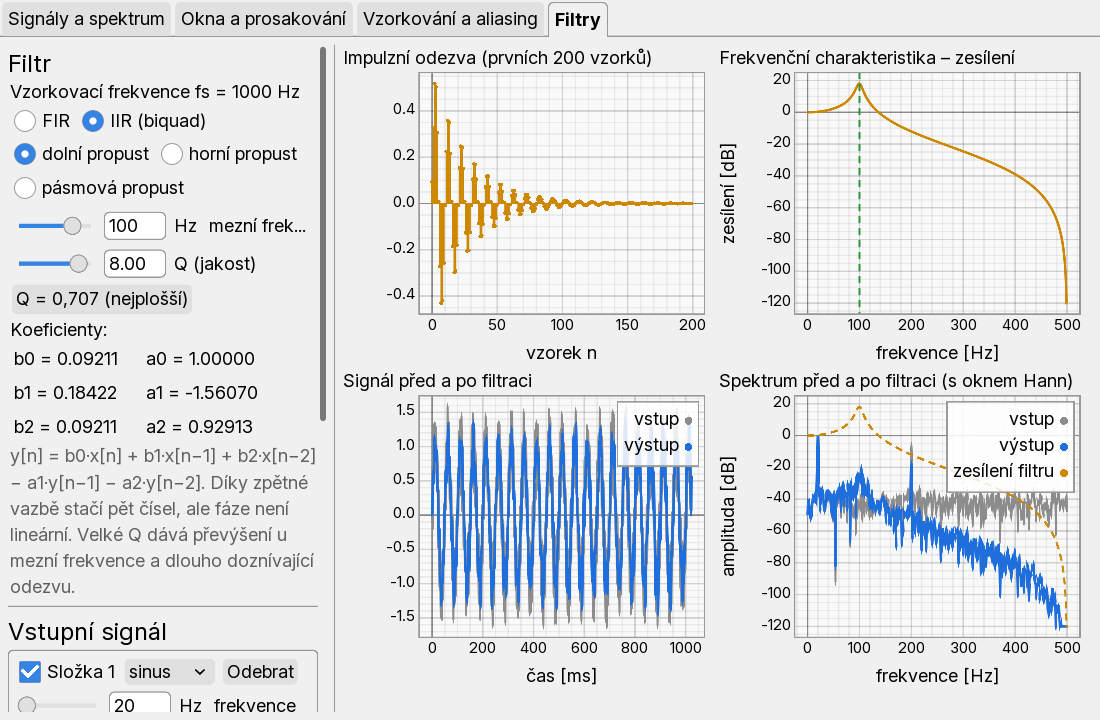 Signály a spektrum Okna a prosakování Vzorkování a aliasing Filtry
Filtr
Vzorkovací frekvence fs = 1000 Hz
FIR IIR (biquad)
dolní propust horní propust
pásmová propust
100 Hz mezní frek...
8.00 Q (jakost)
Q = 0,707 (nejplošší)
Koeficienty:
b0 = 0.09211 a0 = 1.00000
b1 = 0.18422 a1 = -1.56070
b2 = 0.09211 a2 = 0.92913
y[n] = b0·x[n] + b1·x[n−1] + b2·x[n−2]
− a1·y[n−1] − a2·y[n−2]. Díky zpětné
vazbě stačí pět čísel, ale fáze není
lineární. Velké Q dává převýšení u
mezní frekvence a dlouho doznívající
odezvu.
Vstupní signál
Složka 1 sinus Odebrat
20 Hz frekvence
Impulzní odezva (prvních 200 vzorků)
0.4
0.2
0.0
-0.2
-0.4
0 50 100 150 200
vzorek n
Frekvenční charakteristika – zesílení
zesílení [dB]
20
0
-20
-40
-60
-80
-100
-120
0 100 200 300 400 500
frekvence [Hz]
Signál před a po filtraci
1.5
1.0
0.5
0.0
-0.5
-1.0
-1.5
vstup
výstup
0 200 400 600 800 1000
čas [ms]
Spektrum před a po filtraci (s oknem Hann)
amplituda [dB]
20
0
-20
-40
-60
-80
-100
-120
vstup
výstup
zesílení filtru
0 100 200 300 400 500
frekvence [Hz]